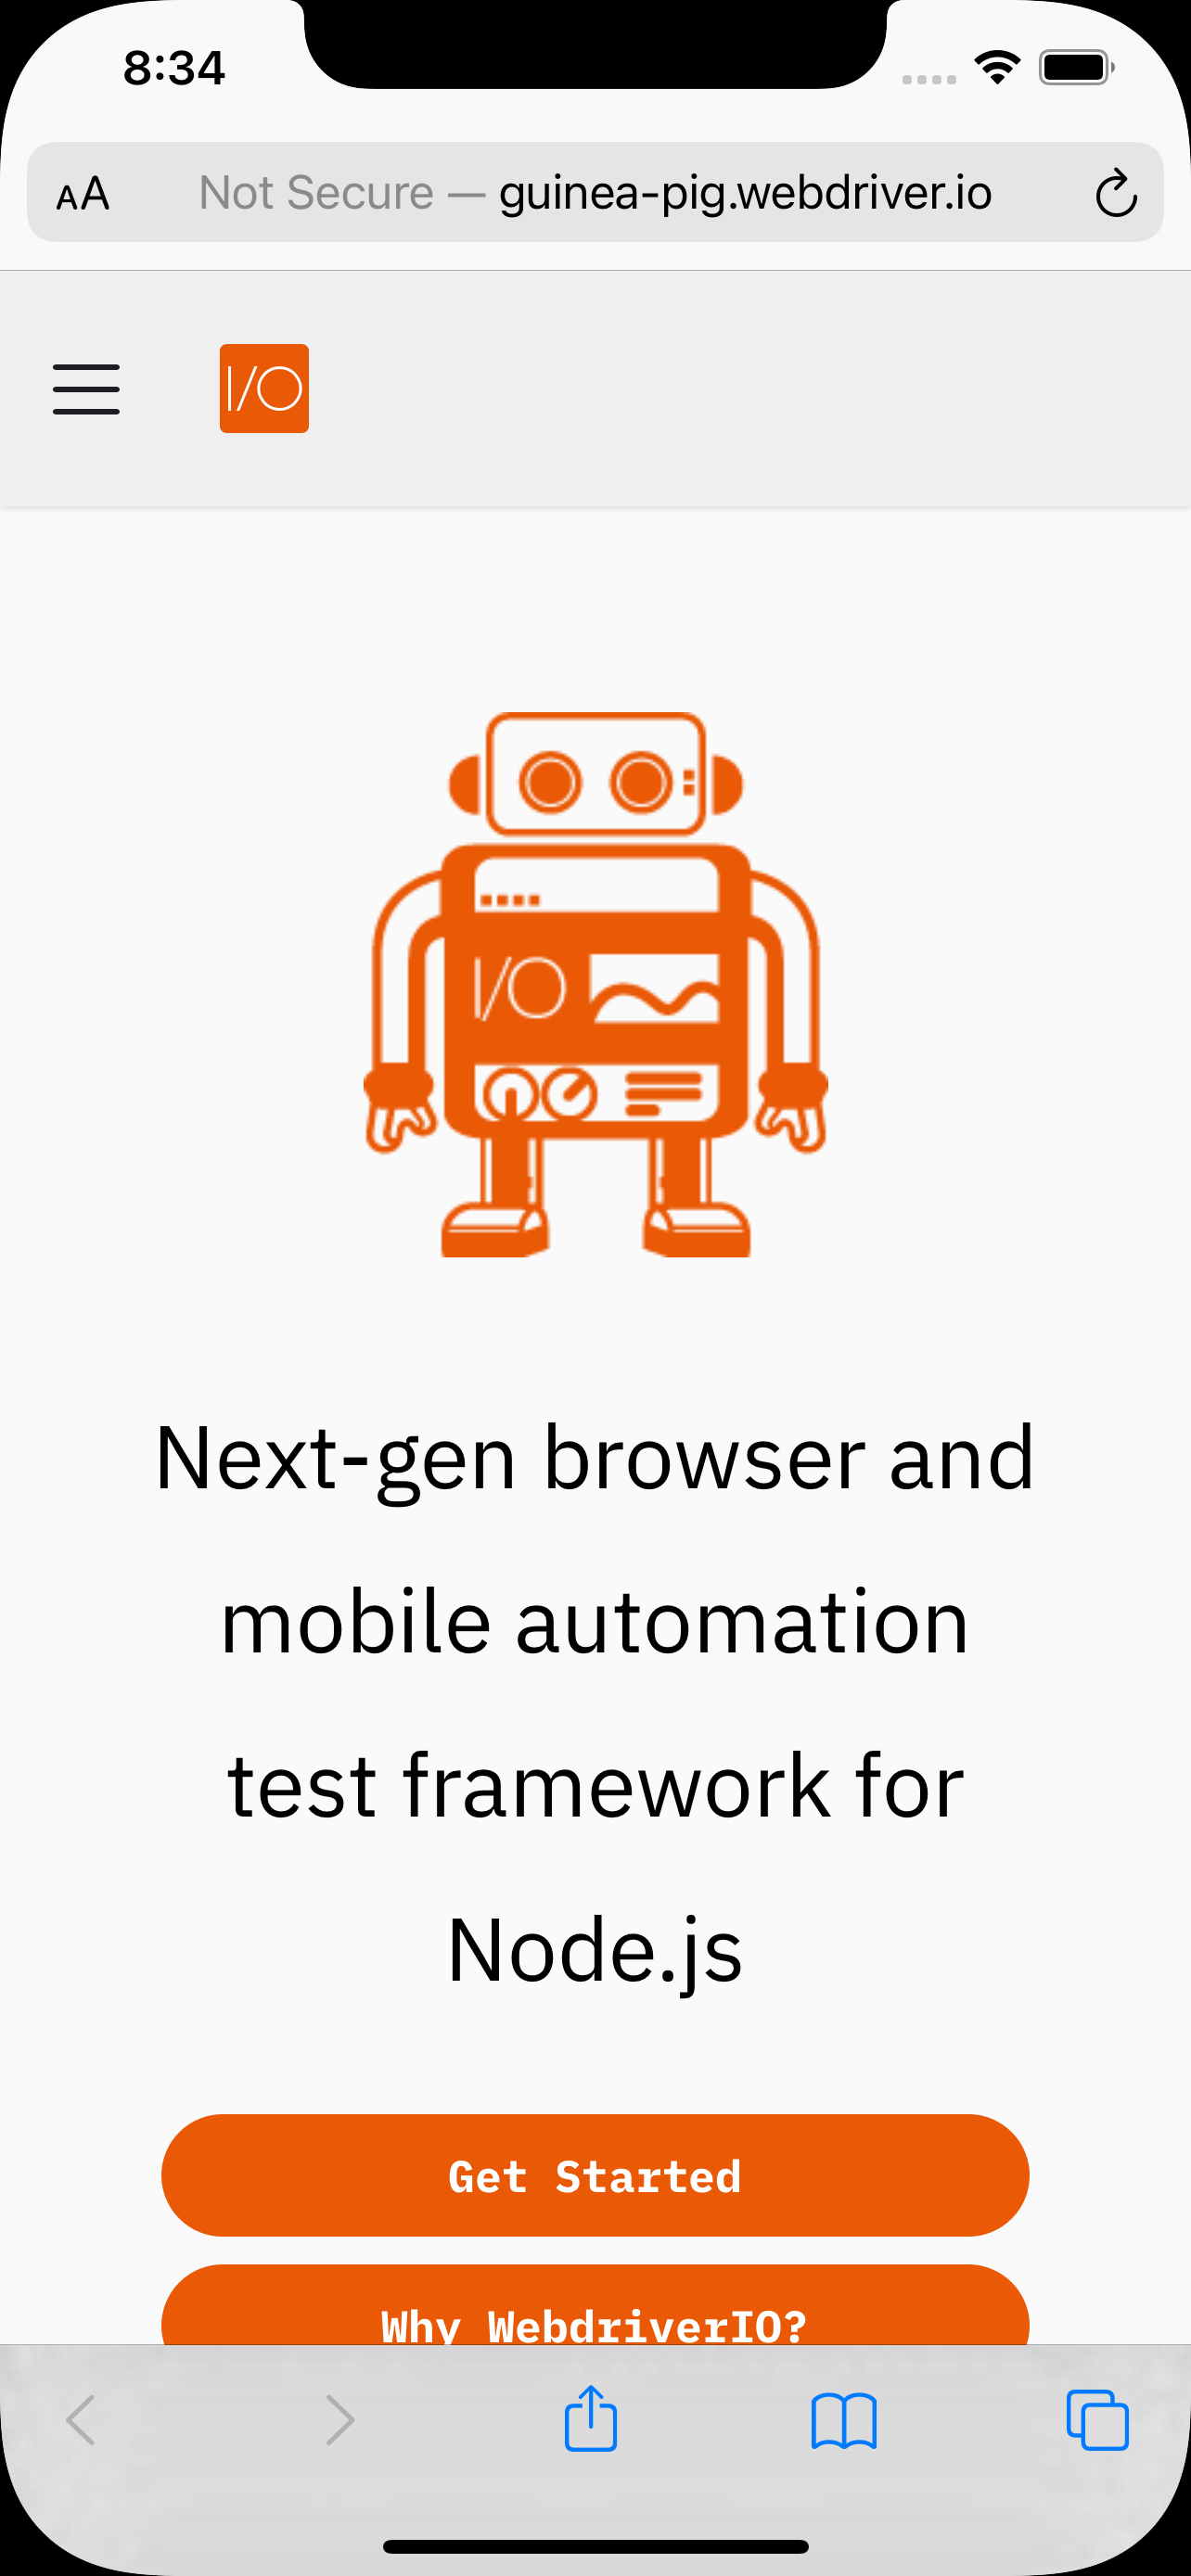 8:34
AA Not Secure — guinea-pig.webdriver.io
I/O
I/O
Next-gen browser and
mobile automation
test framework for
Node.js
Get Started
Why WebdriverIO?